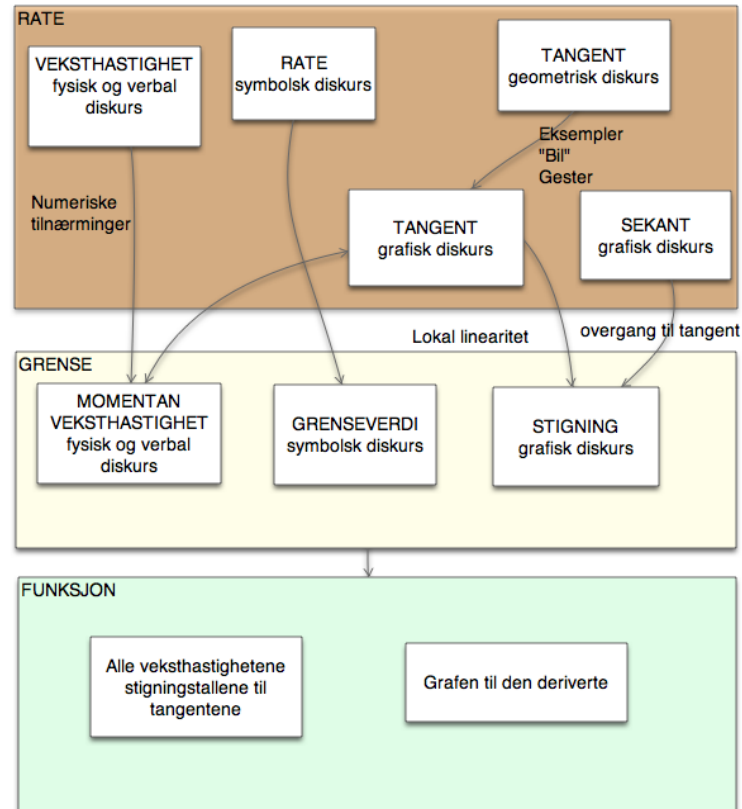 RATE
VEKSTHASTIGHET
fysisk og verbal
diskurs
RATE
symbolsk diskurs
TANGENT
geometrisk diskurs
Eksempler
"Bil"
Gester
Numeriske
tilnærminger
TANGENT
grafisk diskurs
SEKANT
grafisk diskurs
Lokal linearitet
overgang til tangent
GRENSE
MOMENTAN
VEKSTHASTIGHET
fysisk og verbal
diskurs
GRENSEVERDI
symbolsk diskurs
STIGNING
grafisk diskurs
FUNKSJON
Alle veksthastighetene
stigningstallene til
tangentene
Grafen til den deriverte